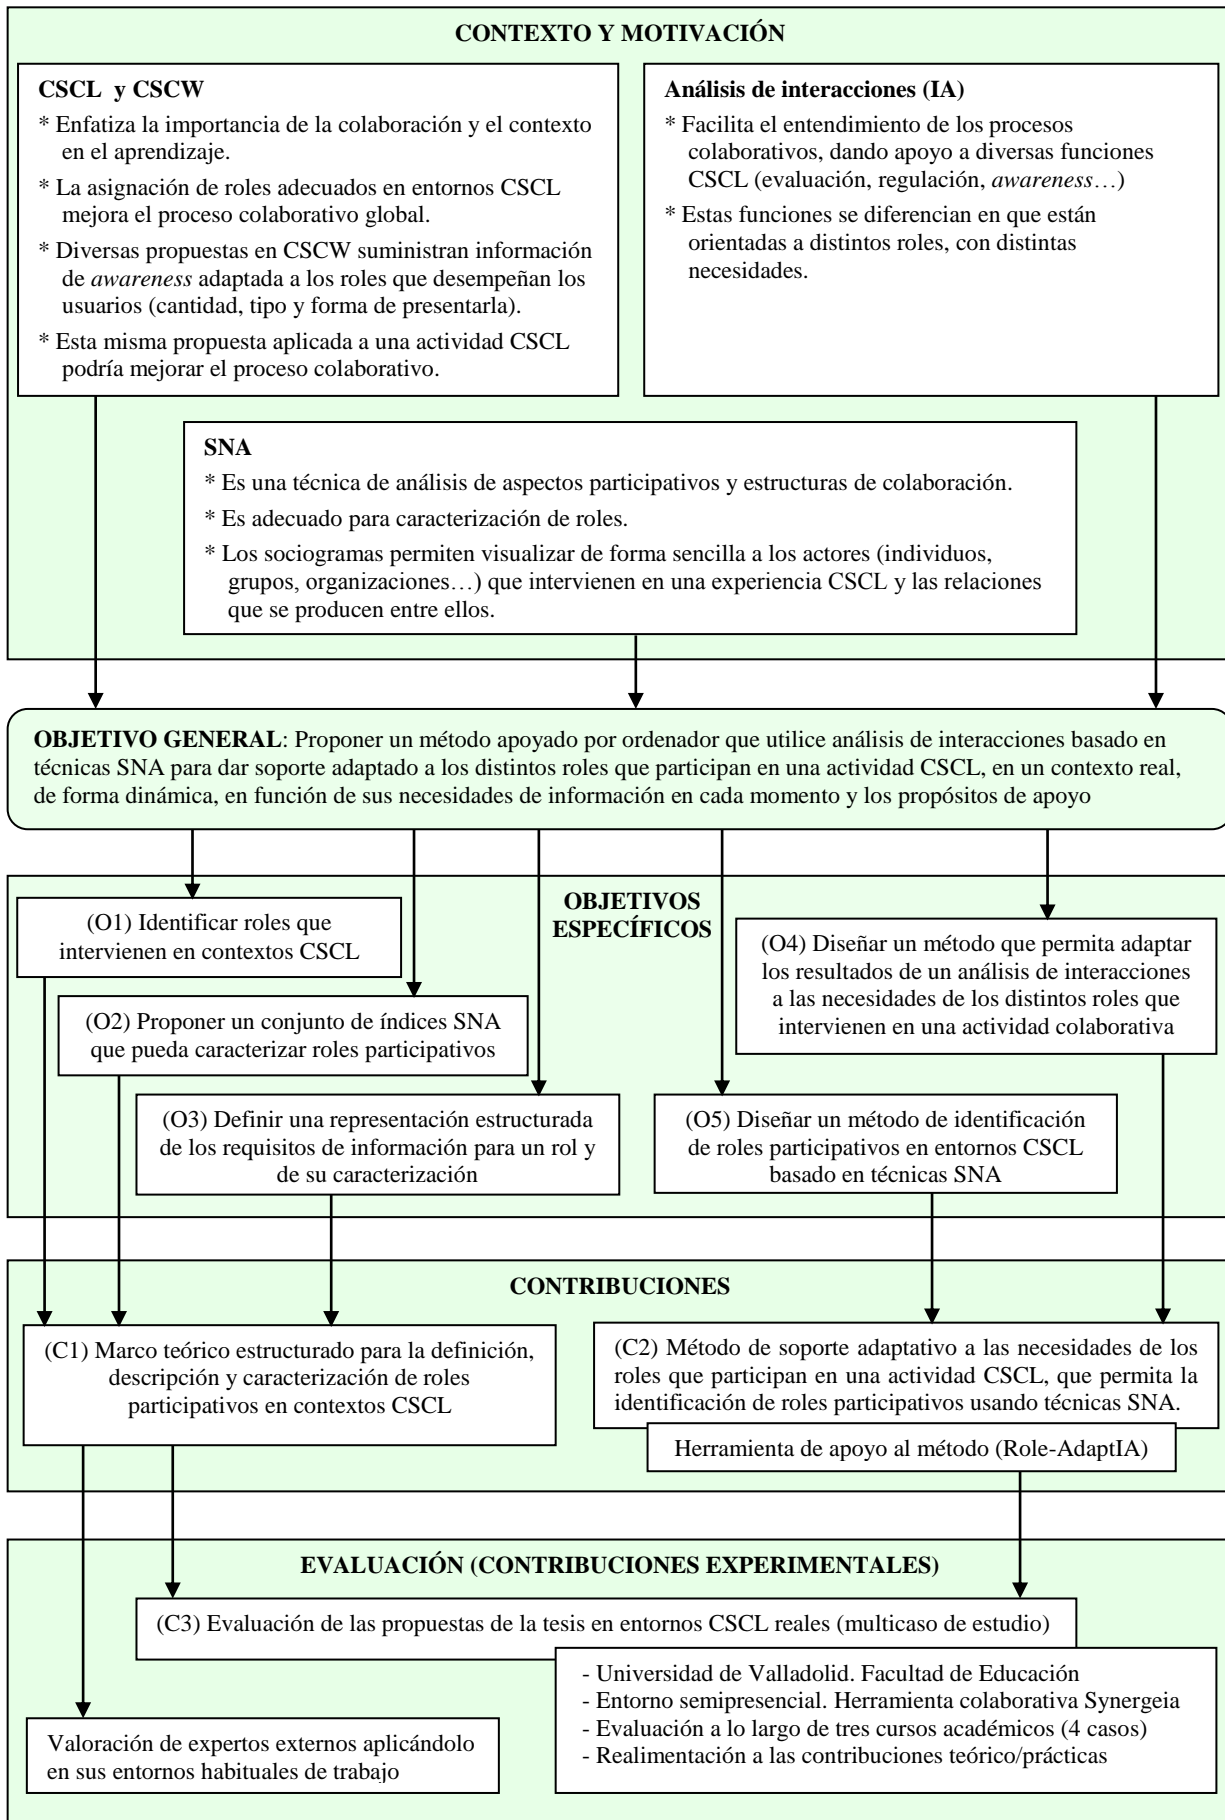 CONTEXTO Y MOTIVACIÓN
CSCL y CSCW
* Enfatiza la importancia de la colaboración y el contexto
en el aprendizaje.
* La asignación de roles adecuados en entornos CSCL
mejora el proceso colaborativo global.
* Diversas propuestas en CSCW suministran información
de awareness adaptada a los roles que desempeñan los
usuarios (cantidad, tipo y forma de presentarla).
* Esta misma propuesta aplicada a una actividad CSCL
podría mejorar el proceso colaborativo.
Análisis de interacciones (IA)
* Facilita el entendimiento de los procesos
colaborativos, dando apoyo a diversas funciones
CSCL (evaluación, regulación, awareness…)
* Estas funciones se diferencian en que están
orientadas a distintos roles, con distintas
necesidades.
SNA
* Es una técnica de análisis de aspectos participativos y estructuras de colaboración.
* Es adecuado para caracterización de roles.
* Los sociogramas permiten visualizar de forma sencilla a los actores (individuos,
grupos, organizaciones…) que intervienen en una experiencia CSCL y las relaciones
que se producen entre ellos.
OBJETIVO GENERAL: Proponer un método apoyado por ordenador que utilice análisis de interacciones basado en
técnicas SNA para dar soporte adaptado a los distintos roles que participan en una actividad CSCL, en un contexto real,
de forma dinámica, en función de sus necesidades de información en cada momento y los propósitos de apoyo
OBJETIVOS
ESPECÍFICOS
(O1) Identificar roles que
intervienen en contextos CSCL
(O2) Proponer un conjunto de índices SNA
que pueda caracterizar roles participativos
(O3) Definir una representación estructurada
de los requisitos de información para un rol y
de su caracterización
(O4) Diseñar un método que permita adaptar
los resultados de un análisis de interacciones
a las necesidades de los distintos roles que
intervienen en una actividad colaborativa
(O5) Diseñar un método de identificación
de roles participativos en entornos CSCL
basado en técnicas SNA
CONTRIBUCIONES
(C1) Marco teórico estructurado para la definición,
descripción y caracterización de roles
participativos en contextos CSCL
(C2) Método de soporte adaptativo a las necesidades de los
roles que participan en una actividad CSCL, que permita la
identificación de roles participativos usando técnicas SNA.
Herramienta de apoyo al método (Role-AdaptIA)
EVALUACIÓN (CONTRIBUCIONES EXPERIMENTALES)
(C3) Evaluación de las propuestas de la tesis en entornos CSCL reales (multicaso de estudio)
- Universidad de Valladolid. Facultad de Educación
- Entorno semipresencial. Herramienta colaborativa Synergeia
- Evaluación a lo largo de tres cursos académicos (4 casos)
- Realimentación a las contribuciones teórico/prácticas
Valoración de expertos externos aplicándolo
en sus entornos habituales de trabajo